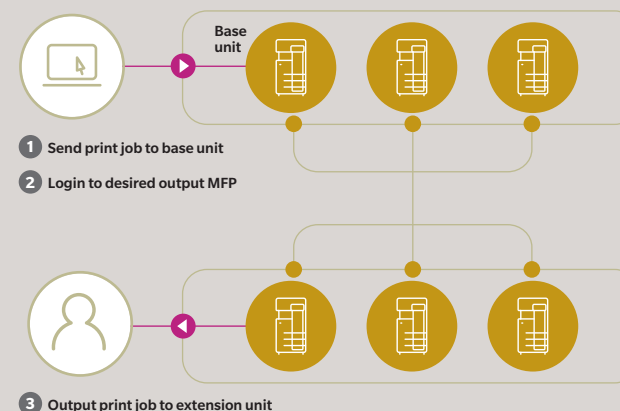 Base
unit
1 Send print job to base unit
2 Login to desired output MFP
3 Output print job to extension unit